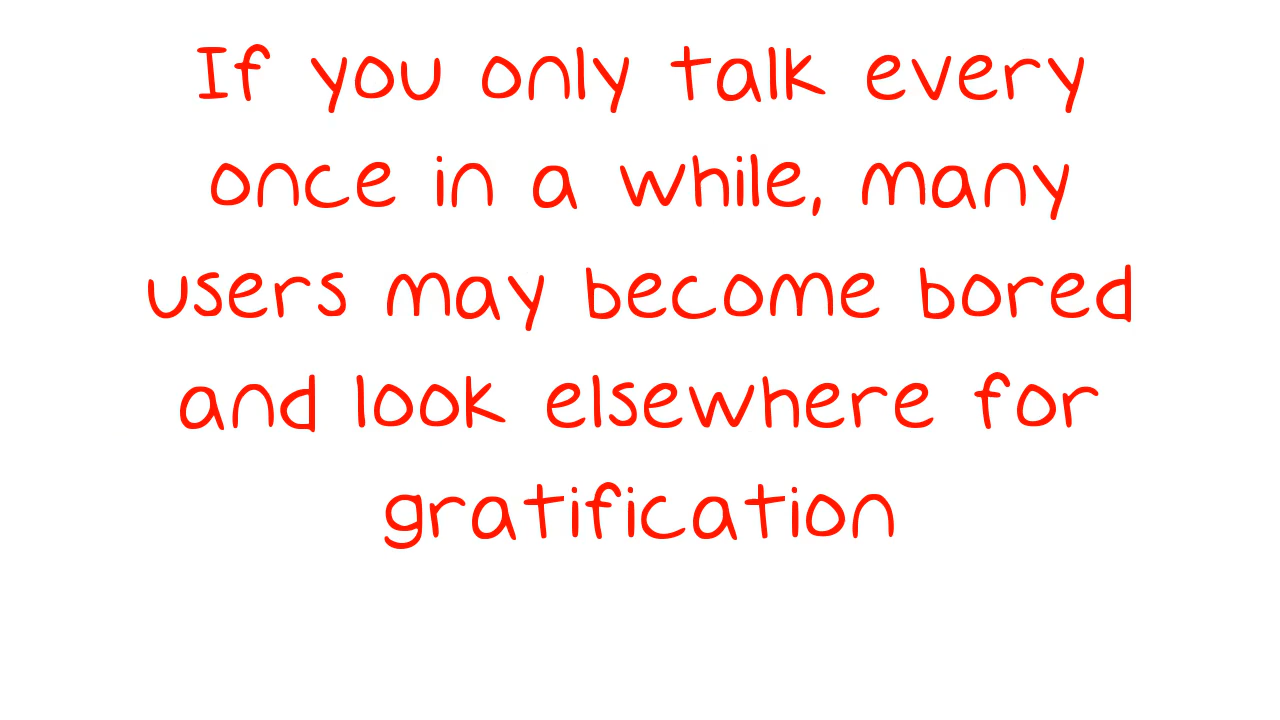 If you only talk every
once in a while, many
users may become bored
and look elsewhere for
gratification